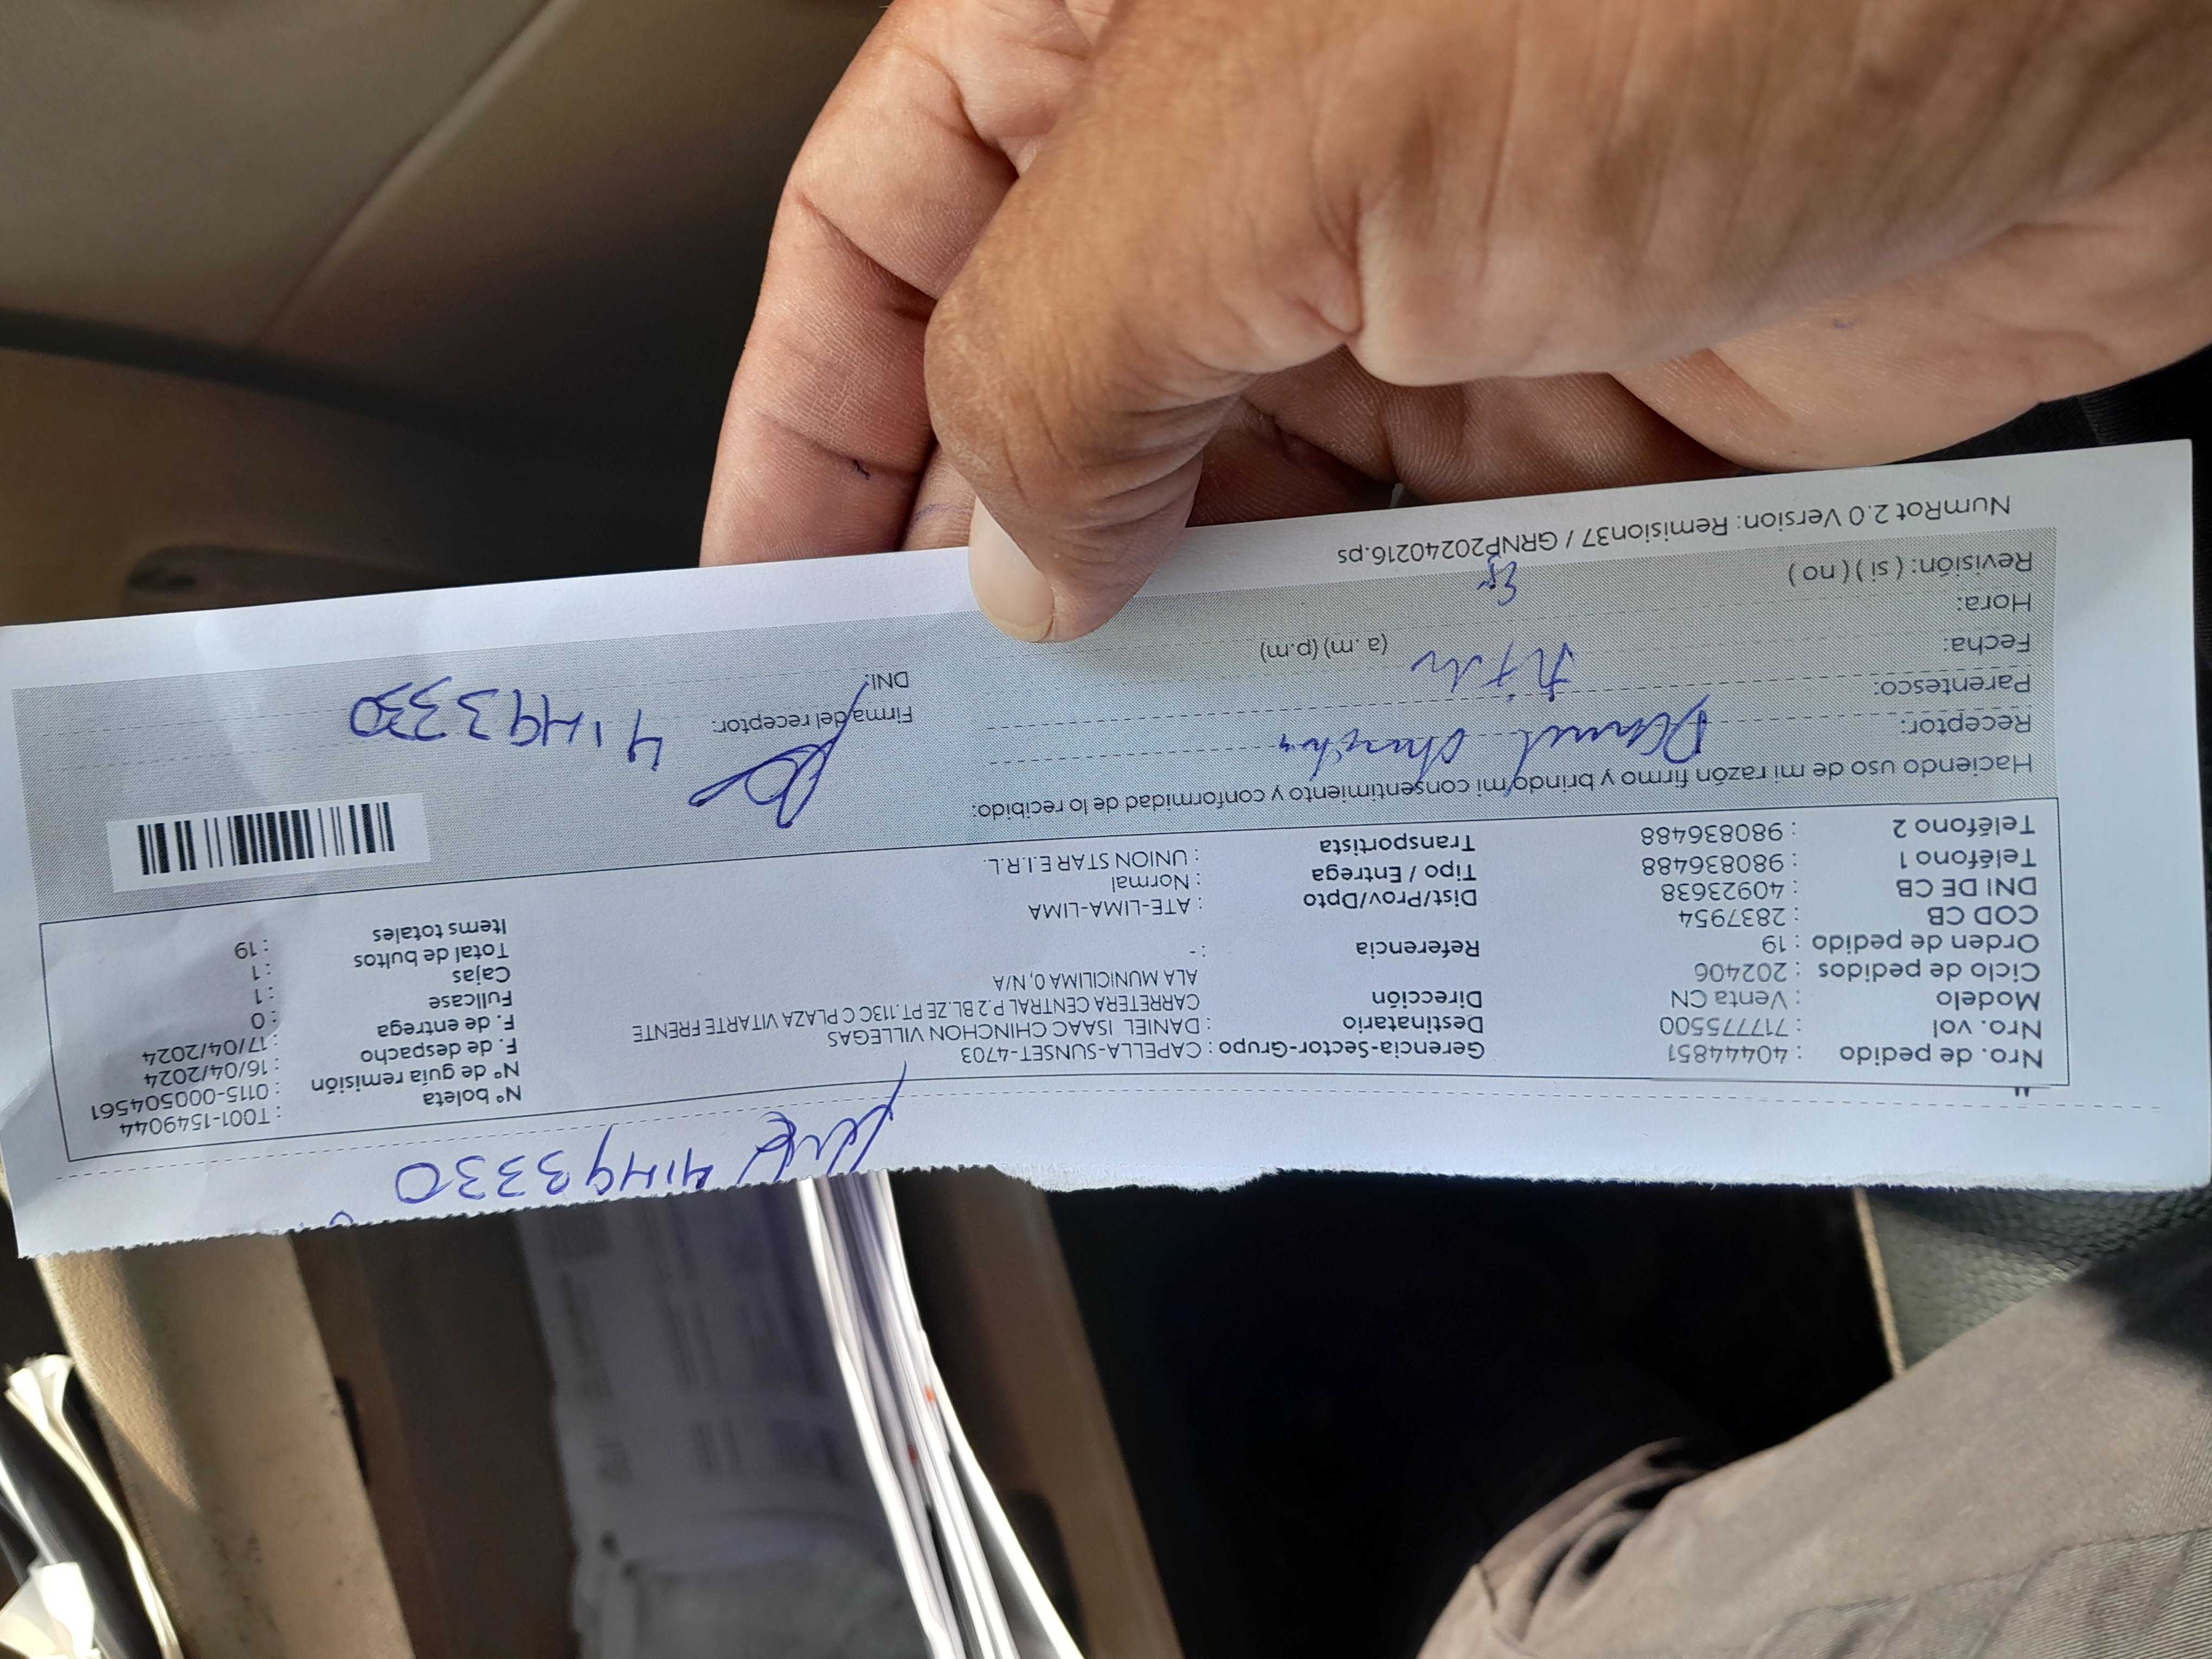 41493330
Nro. de pedido : 40444851
Nro. vol : 717775500
Modelo : Venta CN
Ciclo de pedidos : 202406
Orden de pedido : 19
COD CB : 2837954
DNI DE CB : 40923638
Teléfono 1 : 980836488
Teléfono 2 : 980836488
Gerencia-Sector-Grupo : CAPELLA-SUNSET-4703
Destinatario : DANIEL ISAAC CHINCHON VILLEGAS
Dirección CARRETERA CENTRAL P 2 BL.ZE PT.113C C PLAZA VITARTE FRENTE
ALA MUNICILIMA 0, N/A
Referencia : -
Dist/Prov/Dpto : ATE-LIMA-LIMA
Tipo / Entrega : Normal
Transportista : UNION STAR E.I.R.L.
Nº boleta : T001-1549044
Nº de guía remisión : 0115-000504561
F. de despacho : 16/04/2024
F. de entrega : 17/04/2024
Fullcase : 0
Cajas : 1
Total de bultos : 1
Items totales : 19
Haciendo uso de mi razón firmo y brindo mi consentimiento y conformidad de lo recibido:
Receptor: Daniel
Parentesco:
Fecha:
Hora: (a. m) (p.m)
Revisión: ( si ) ( no )
Firma del receptor:
DNI: 41493330
NumRot 2.0 Version: Remision37 / GRNP20240216.ps